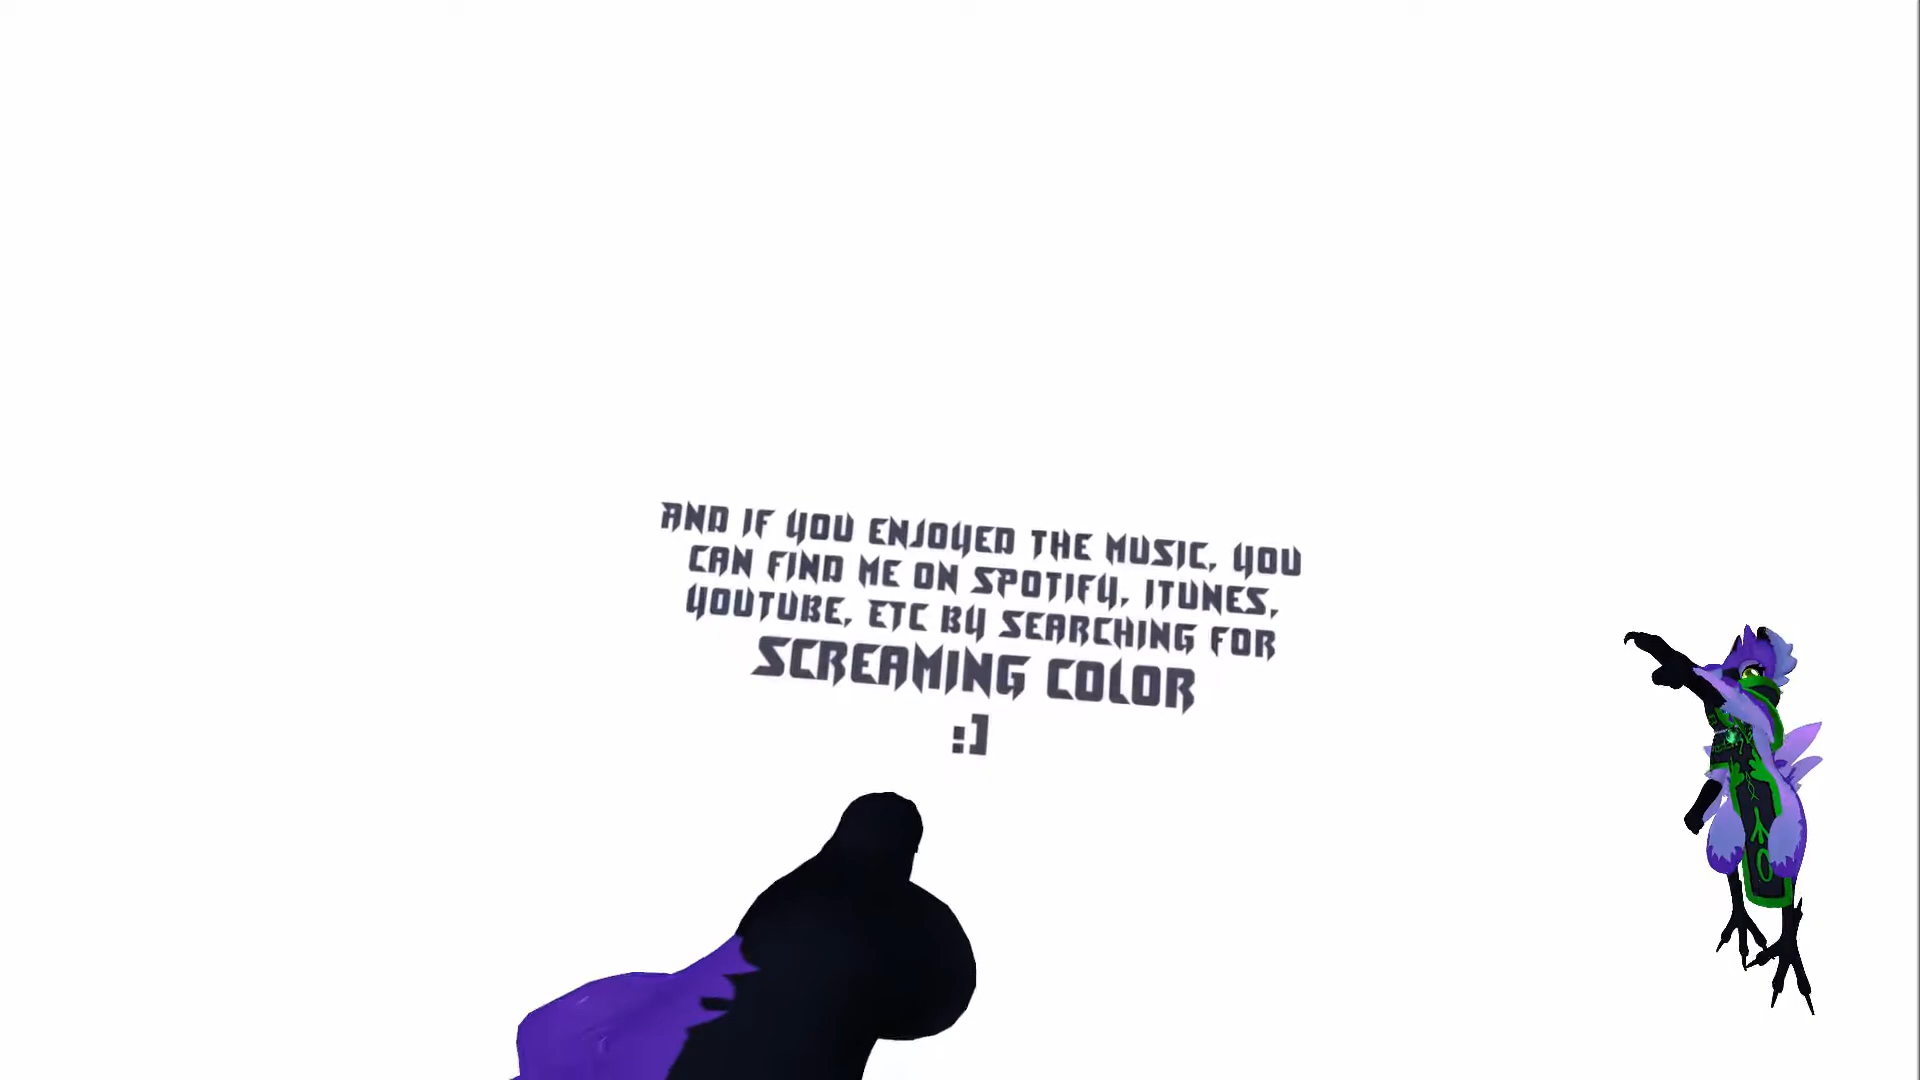 AND IF YOU ENJOYED THE MUSIC, YOU
CAN FIND ME ON SPOTIFY, ITUNES,
YOUTUBE, ETC BY SEARCHING FOR
SCREAMING COLOR
:]